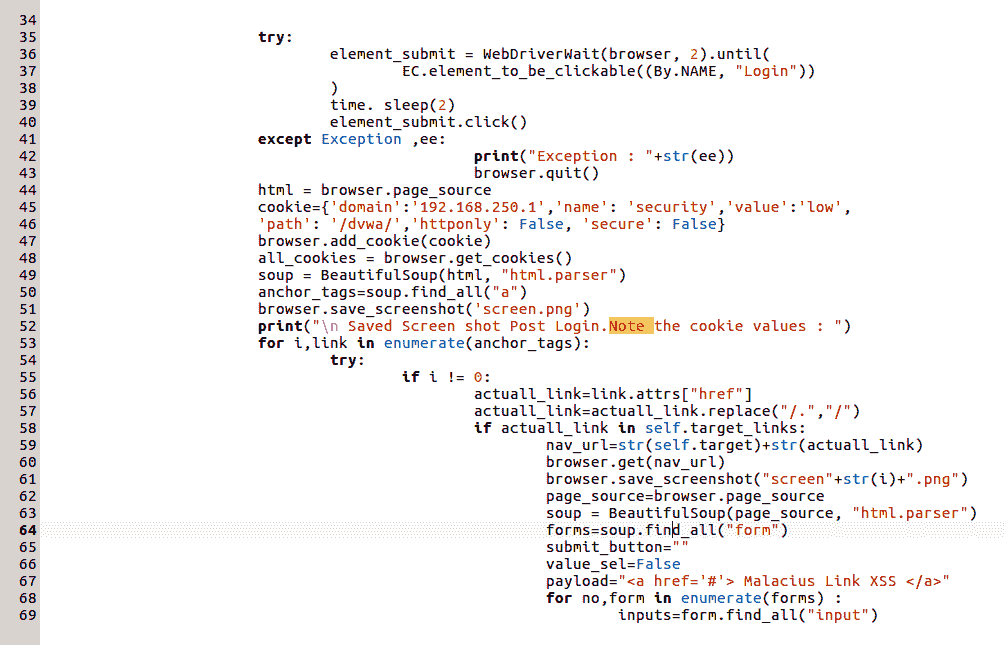 34
35 try:
36 element_submit = WebDriverWait(browser, 2).until(
37 EC.element_to_be_clickable((By.NAME, "Login"))
38 )
39 time. sleep(2)
40 element_submit.click()
41 except Exception ,ee:
42 print("Exception : "+str(ee))
43 browser.quit()
44 html = browser.page_source
45 cookie={'domain':'192.168.250.1','name': 'security','value':'low',
46 'path': '/dvwa/','httponly': False, 'secure': False}
47 browser.add_cookie(cookie)
48 all_cookies = browser.get_cookies()
49 soup = BeautifulSoup(html, "html.parser")
50 anchor_tags=soup.find_all("a")
51 browser.save_screenshot('screen.png')
52 print("\n Saved Screen shot Post Login.Note the cookie values : ")
53 for i,link in enumerate(anchor_tags):
54 try:
55 if i != 0:
56 actuall_link=link.attrs["href"]
57 actuall_link=actuall_link.replace("/.","/")
58 if actuall_link in self.target_links:
59 nav_url=str(self.target)+str(actuall_link)
60 browser.get(nav_url)
61 browser.save_screenshot("screen"+str(i)+".png")
62 page_source=browser.page_source
63 soup = BeautifulSoup(page_source, "html.parser")
64 forms=soup.find_all("form")
65 submit_button=""
66 value_sel=False
67 payload="<a href='#'> Malacius Link XSS </a>"
68 for no,form in enumerate(forms) :
69 inputs=form.find_all("input")